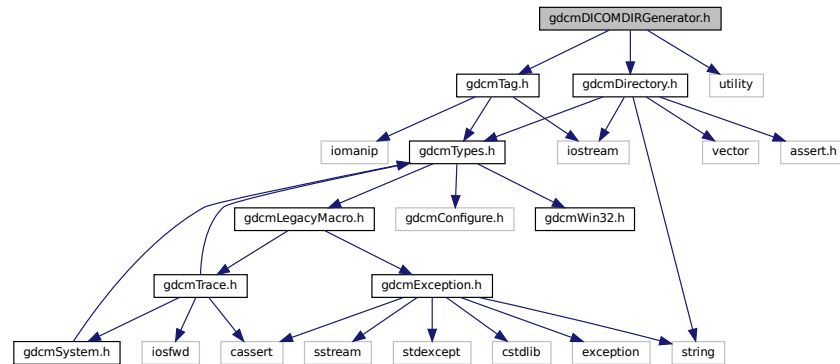 gdcmDICOMDIRGenerator.h
gdcmTag.h
gdcmDirectory.h
utility
iomanip
gdcmTypes.h
iostream
vector
assert.h
gdcmLegacyMacro.h
gdcmConfigure.h
gdcmWin32.h
gdcmTrace.h
gdcmException.h
gdcmSystem.h
iosfwd
cassert
sstream
stdexcept
cstdlib
exception
string